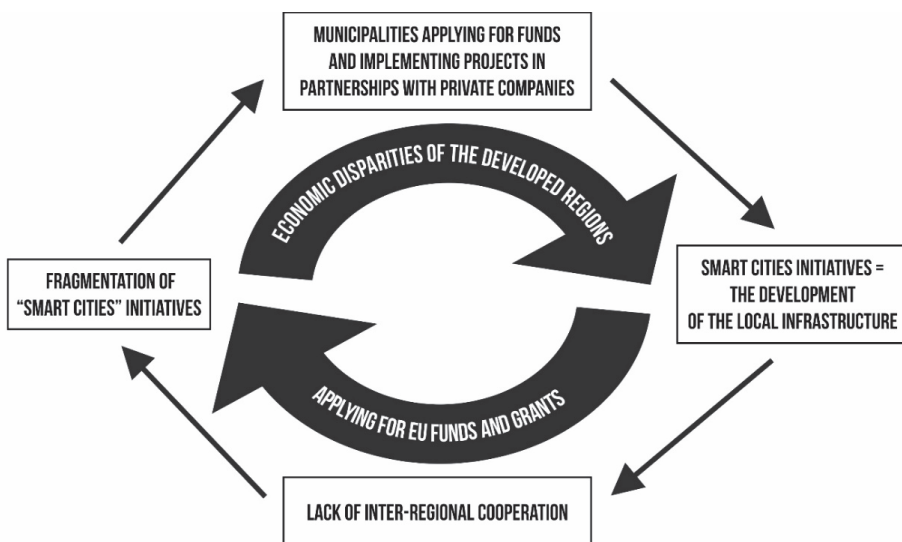 MUNICIPALITIES APPLYING FOR FUNDS
AND IMPLEMENTING PROJECTS IN
PARTNERSHIPS WITH PRIVATE COMPANIES
ECONOMIC DISPARITIES OF THE DEVELOPED REGIONS
FRAGMENTATION OF
“SMART CITIES” INITIATIVES
SMART CITIES INITIATIVES =
THE DEVELOPMENT
OF THE LOCAL INFRASTRUCTURE
APPLYING FOR EU FUNDS AND GRANTS
LACK OF INTER-REGIONAL COOPERATION